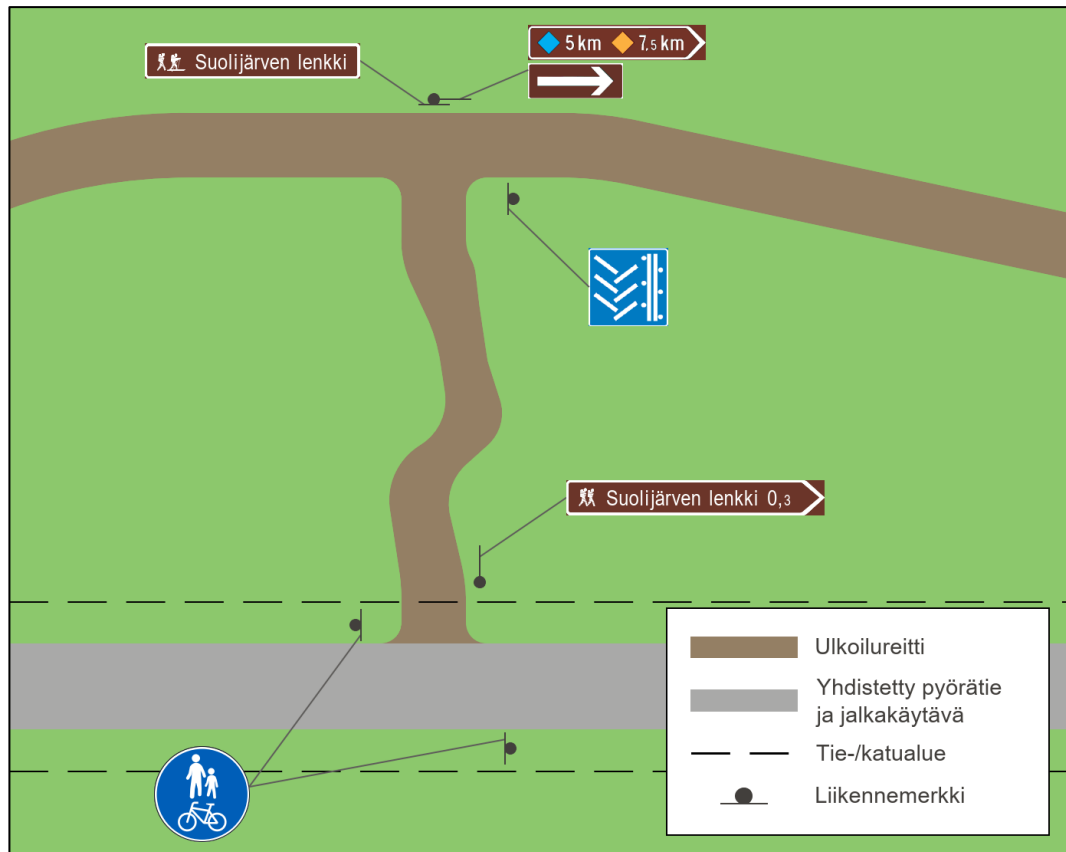 5 km 7,5 km
Suolijärven lenkki
Suolijärven lenkki 0,3
Ulkoilureitti
Yhdistetty pyörätie
ja jalkakäytävä
Tie-/katualue
Liikennemerkki